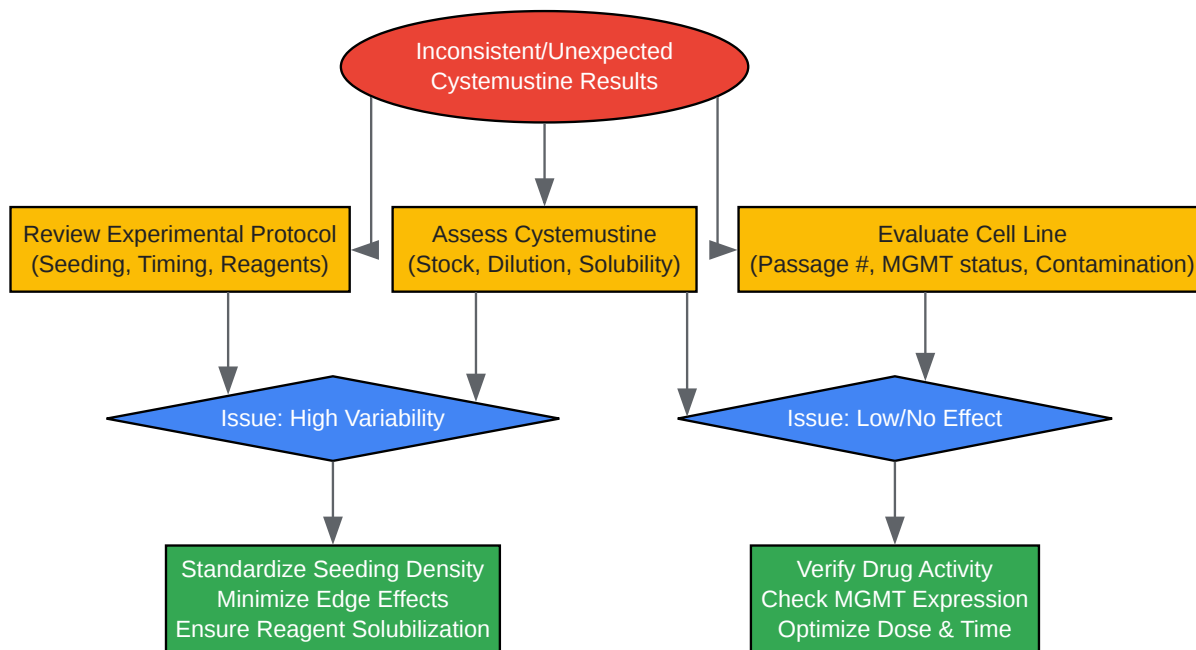 Inconsistent/Unexpected
Cystemustine Results
Review Experimental Protocol
(Seeding, Timing, Reagents)
Assess Cystemustine
(Stock, Dilution, Solubility)
Evaluate Cell Line
(Passage #, MGMT status, Contamination)
Issue: High Variability
Issue: Low/No Effect
Standardize Seeding Density
Minimize Edge Effects
Ensure Reagent Solubilization
Verify Drug Activity
Check MGMT Expression
Optimize Dose & Time